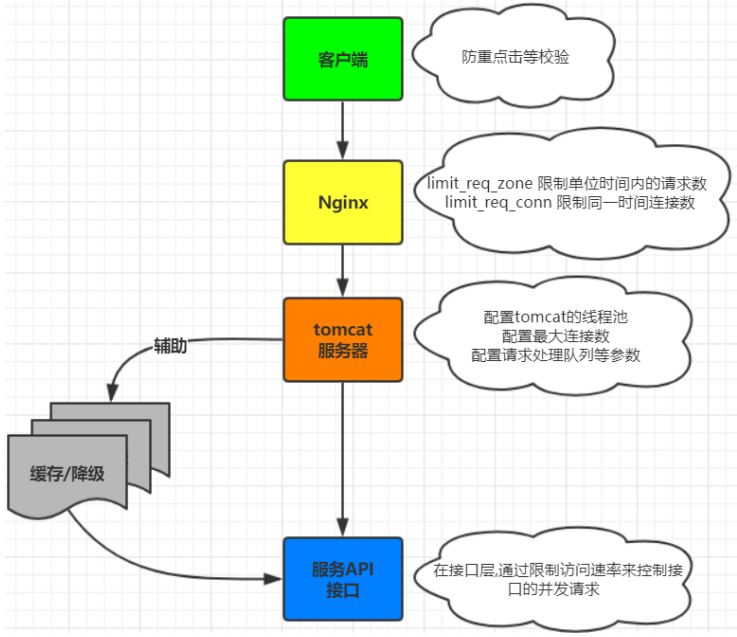 客户端
防重点击等校验
Nginx
limit_req_zone 限制单位时间内的请求数
limit_req_conn 限制同一时间连接数
tomcat
服务器
配置tomcat的线程池
配置最大连接数
配置请求处理队列等参数
辅助
缓存/降级
服务API
接口
在接口层,通过限制访问速率来控制接
口的并发请求